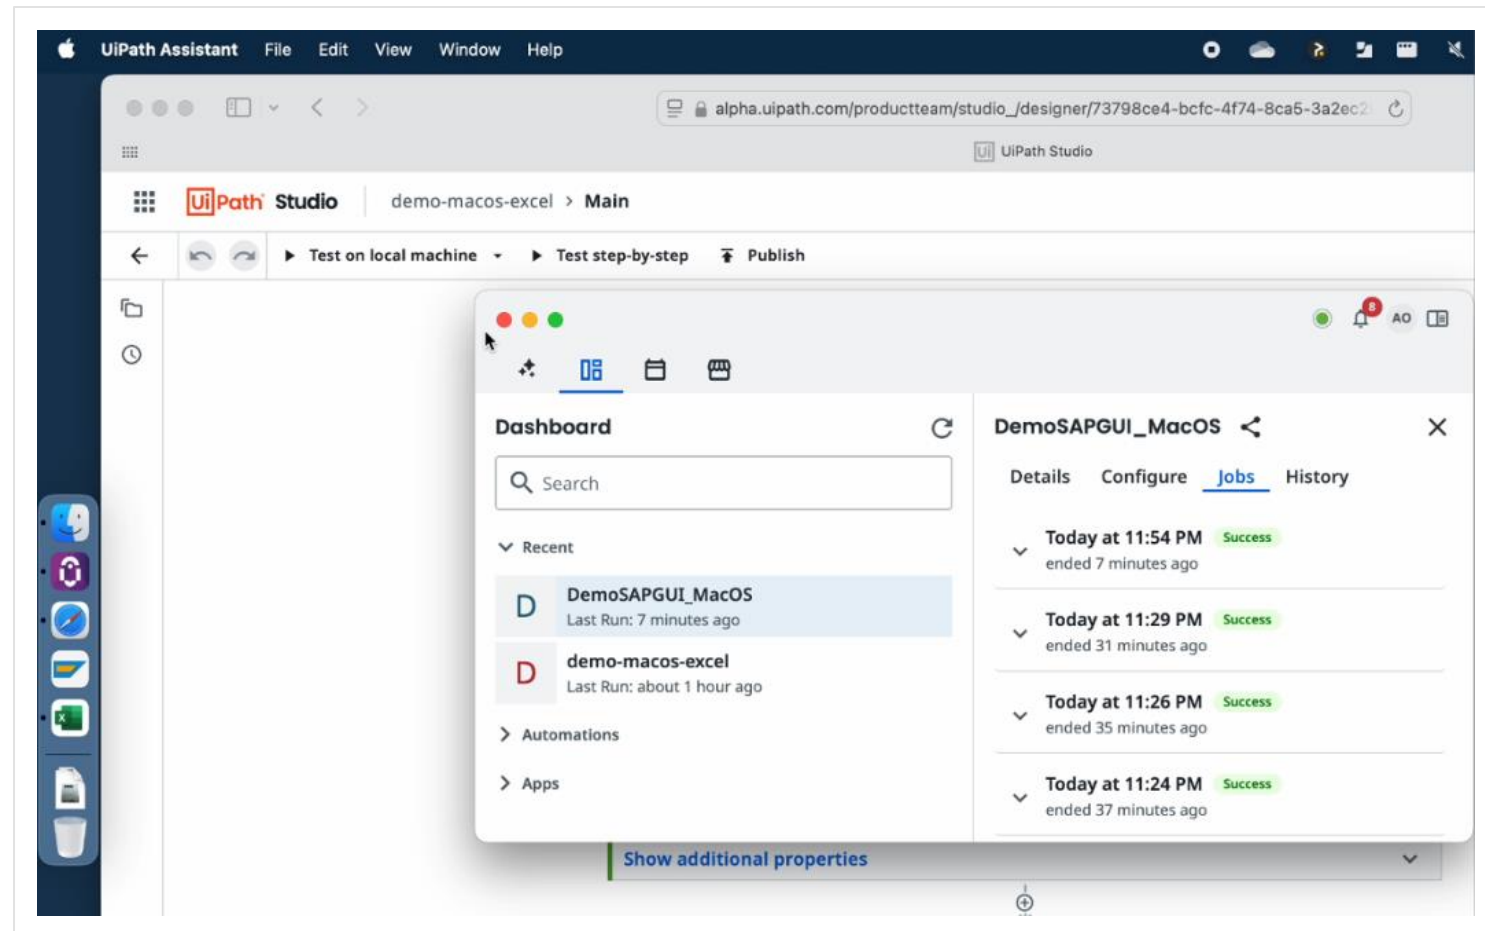 UiPath Assistant File Edit View Window Help
alpha.uipath.com/productteam/studio_/designer/73798ce4-bcfc-4f74-8ca5-3a2ec2
Ui UiPath Studio
UiPath Studio demo-macos-excel > Main
Test on local machine Test step-by-step Publish
8
AO
Dashboard
Search
Recent
D DemoSAPGUI_MacOS
Last Run: 7 minutes ago
D demo-macos-excel
Last Run: about 1 hour ago
Automations
Apps
DemoSAPGUI_MacOS
Details Configure Jobs History
Today at 11:54 PM Success
ended 7 minutes ago
Today at 11:29 PM Success
ended 31 minutes ago
Today at 11:26 PM Success
ended 35 minutes ago
Today at 11:24 PM Success
ended 37 minutes ago
Show additional properties